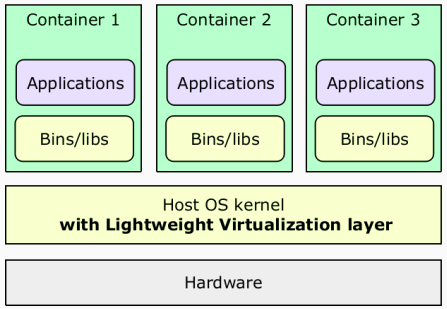 Container 1
Container 2
Container 3
Applications
Applications
Applications
Bins/libs
Bins/libs
Bins/libs
Host OS kernel
with Lightweight Virtualization layer
Hardware